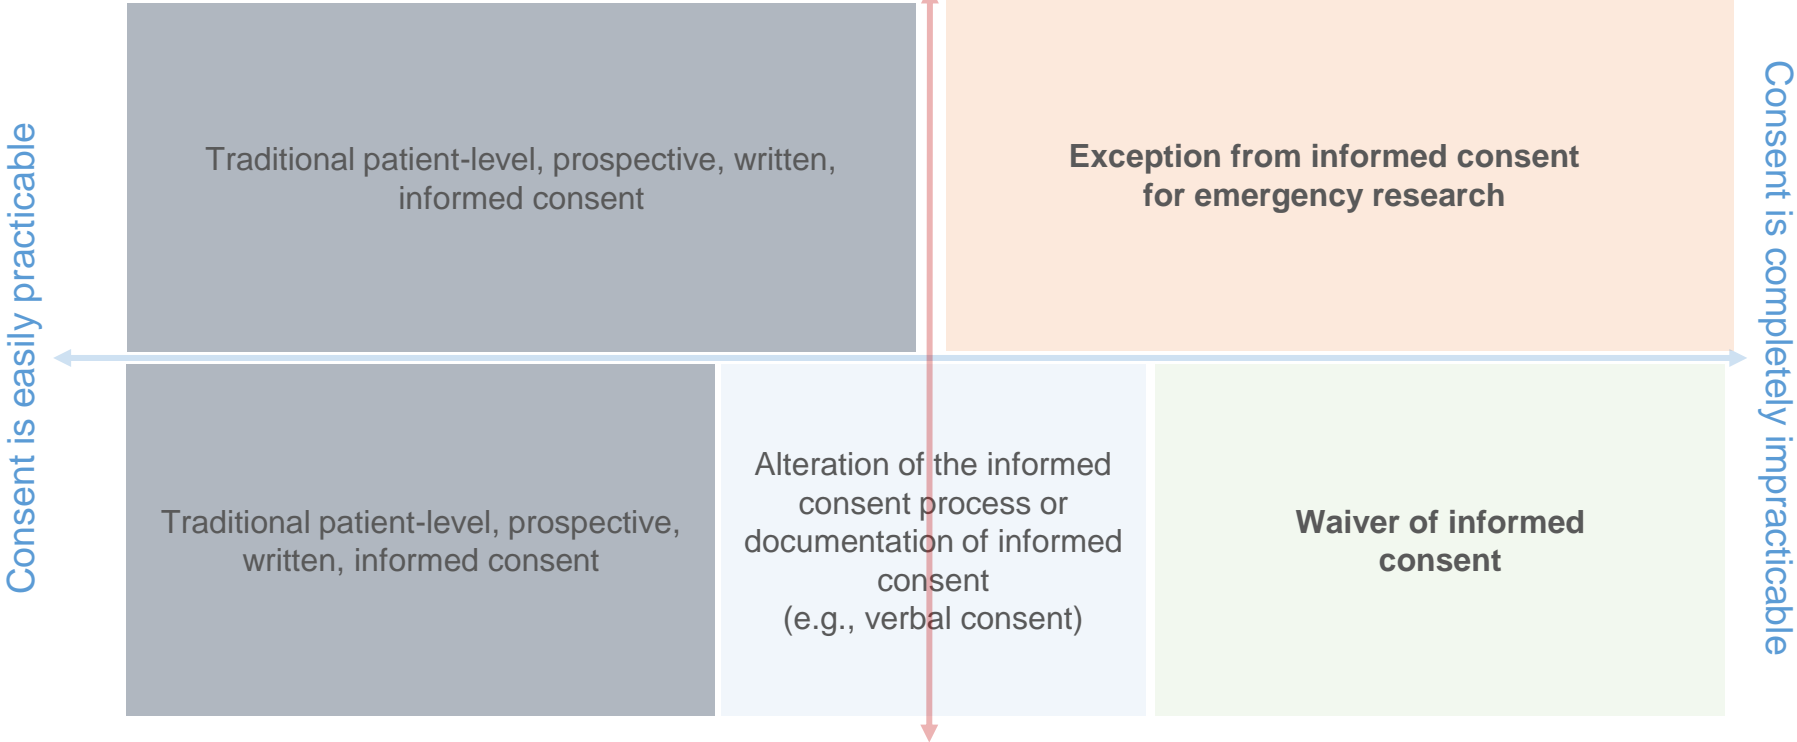 Consent is easily practicable
Traditional patient-level, prospective, written,
informed consent
Exception from informed consent
for emergency research
Consent is completely impracticable
Traditional patient-level, prospective,
written, informed consent
Alteration of the informed
consent process or
documentation of informed
consent
(e.g., verbal consent)
Waiver of informed
consent